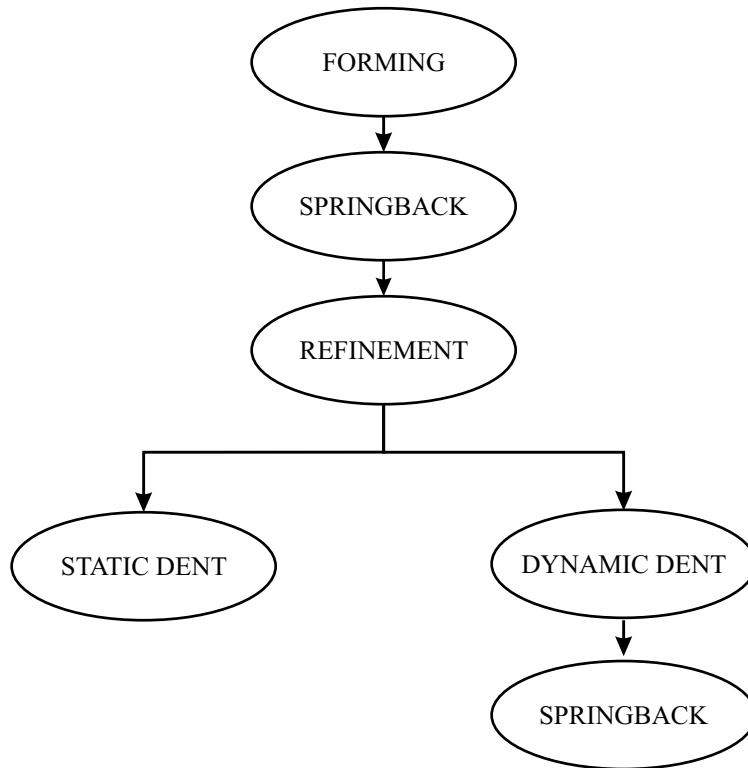 FORMING
SPRINGBACK
REFINEMENT
STATIC DENT
DYNAMIC DENT
SPRINGBACK